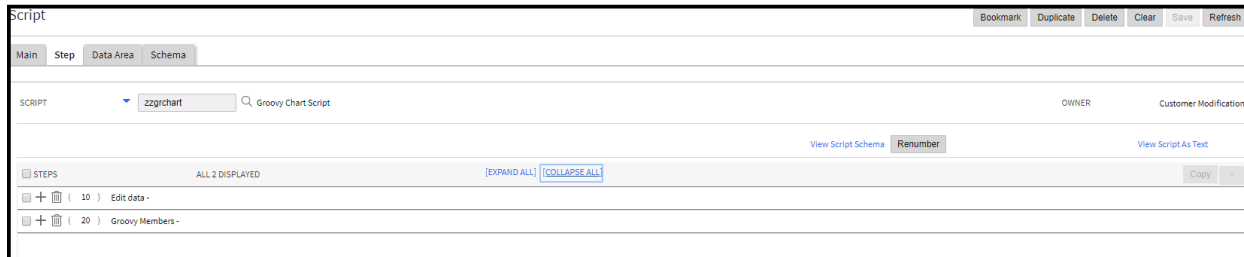 Script
Bookmark Duplicate Delete Clear Save Refresh
Main Step Data Area Schema
SCRIPT zzgrchart Groovy Chart Script OWNER Customer Modification
View Script Schema Renumber View Script As Text
STEPS ALL 2 DISPLAYED [EXPAND ALL] [COLLAPSE ALL] Copy -
( 10 ) Edit data -
( 20 ) Groovy Members -